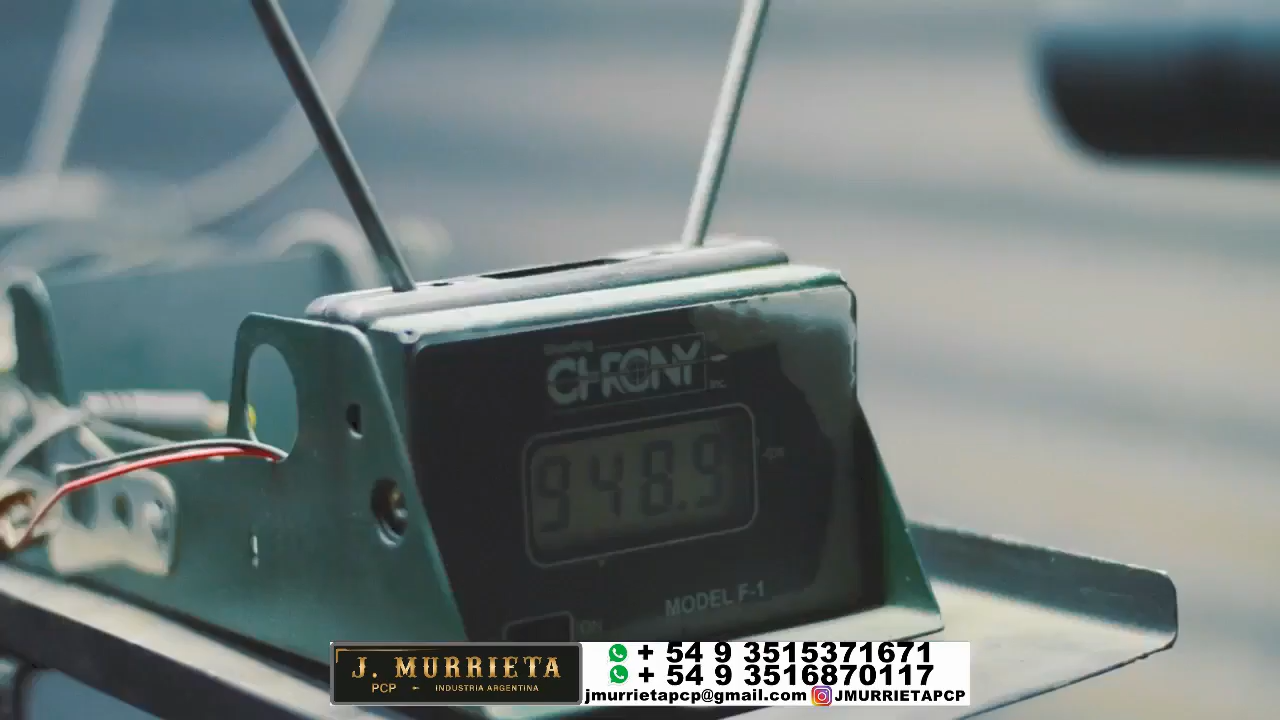 CHRONY
INC.
948.9
MODEL F-1
ON
J. MURRIETA
PCP - INDUSTRIA ARGENTINA
+ 54 9 3515371671
+ 54 9 3516870117
jmurrietapcp@gmail.com JMURRIETAPCP